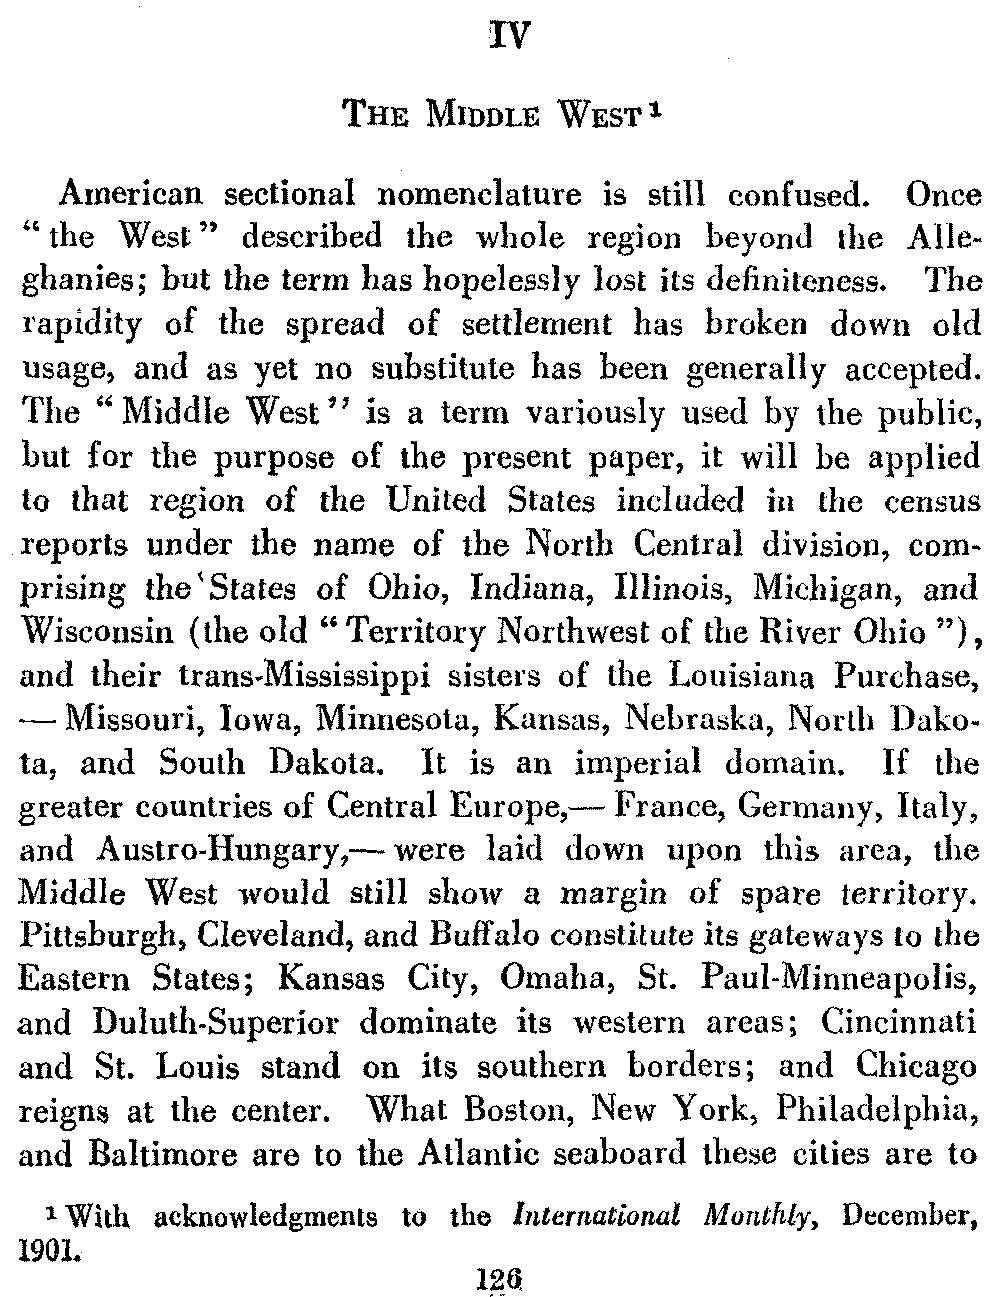 IV
THE MIDDLE WEST¹
American sectional nomenclature is still confused. Once
"the West" described the whole region beyond the Alle-
ghanies; but the term has hopelessly lost its definiteness. The
rapidity of the spread of settlement has broken down old
usage, and as yet no substitute has been generally accepted.
The "Middle West" is a term variously used by the public,
but for the purpose of the present paper, it will be applied
to that region of the United States included in the census
reports under the name of the North Central division, com-
prising the States of Ohio, Indiana, Illinois, Michigan, and
Wisconsin (the old "Territory Northwest of the River Ohio"),
and their trans-Mississippi sisters of the Louisiana Purchase,
— Missouri, Iowa, Minnesota, Kansas, Nebraska, North Dako-
ta, and South Dakota. It is an imperial domain. If the
greater countries of Central Europe,— France, Germany, Italy,
and Austro-Hungary,— were laid down upon this area, the
Middle West would still show a margin of spare territory.
Pittsburgh, Cleveland, and Buffalo constitute its gateways to the
Eastern States; Kansas City, Omaha, St. Paul-Minneapolis,
and Duluth-Superior dominate its western areas; Cincinnati
and St. Louis stand on its southern borders; and Chicago
reigns at the center. What Boston, New York, Philadelphia,
and Baltimore are to the Atlantic seaboard these cities are to
¹ With acknowledgments to the International Monthly, December,
1901.
126